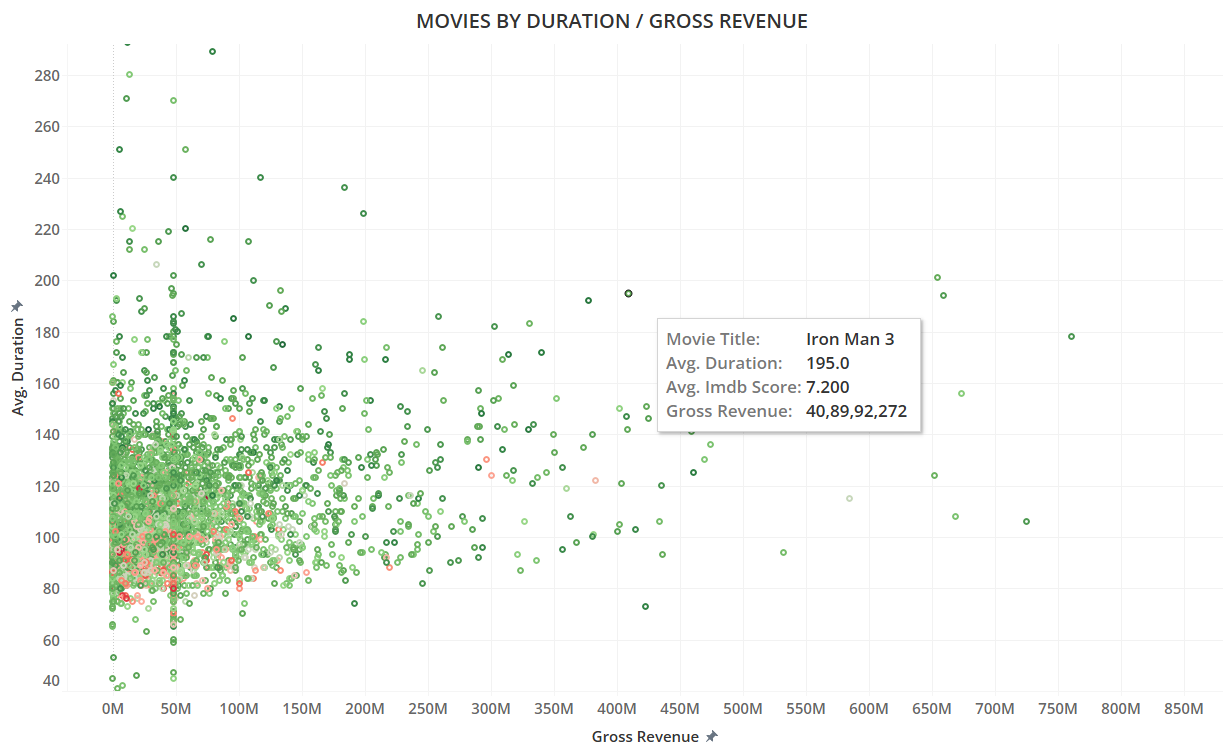 MOVIES BY DURATION / GROSS REVENUE
280
260
240
220
200
180
160
140
120
100
80
60
40
Avg. Duration
Movie Title: Iron Man 3
Avg. Duration: 195.0
Avg. Imdb Score: 7.200
Gross Revenue: 40,89,92,272
0M 50M 100M 150M 200M 250M 300M 350M 400M 450M 500M 550M 600M 650M 700M 750M 800M 850M
Gross Revenue